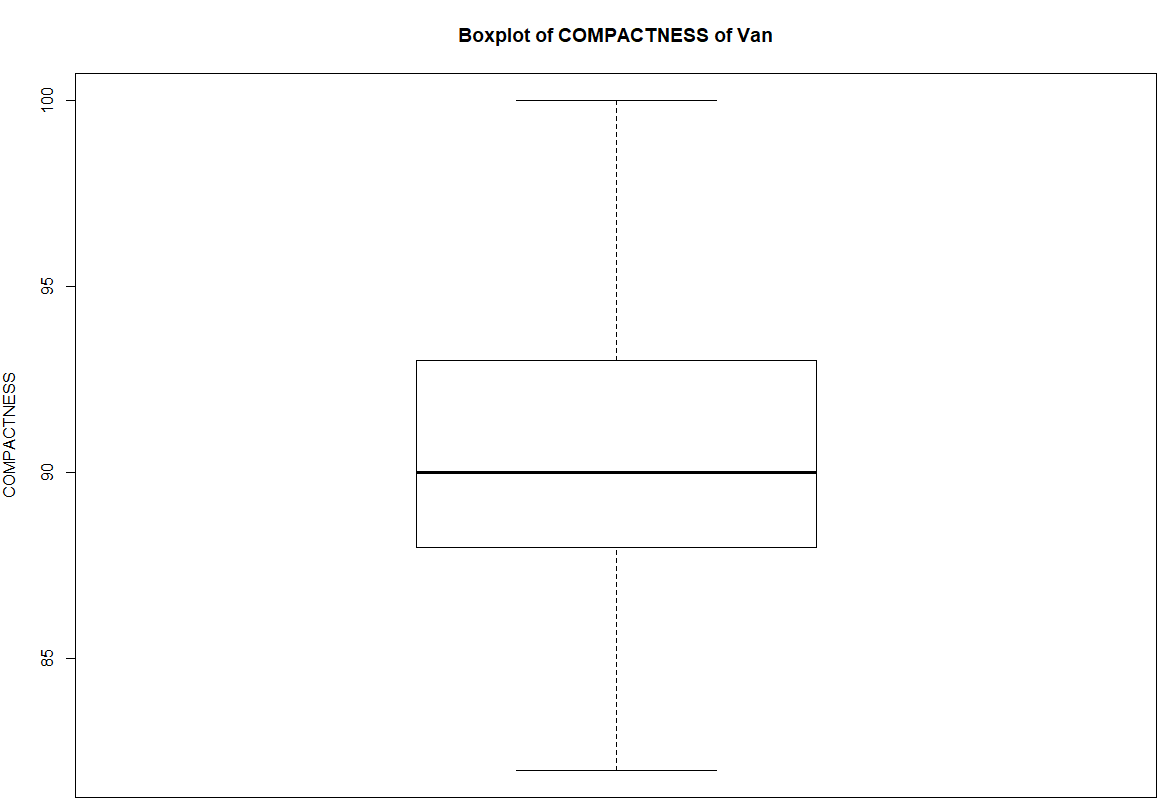 Boxplot of COMPACTNESS of Van
COMPACTNESS
100
95
90
85